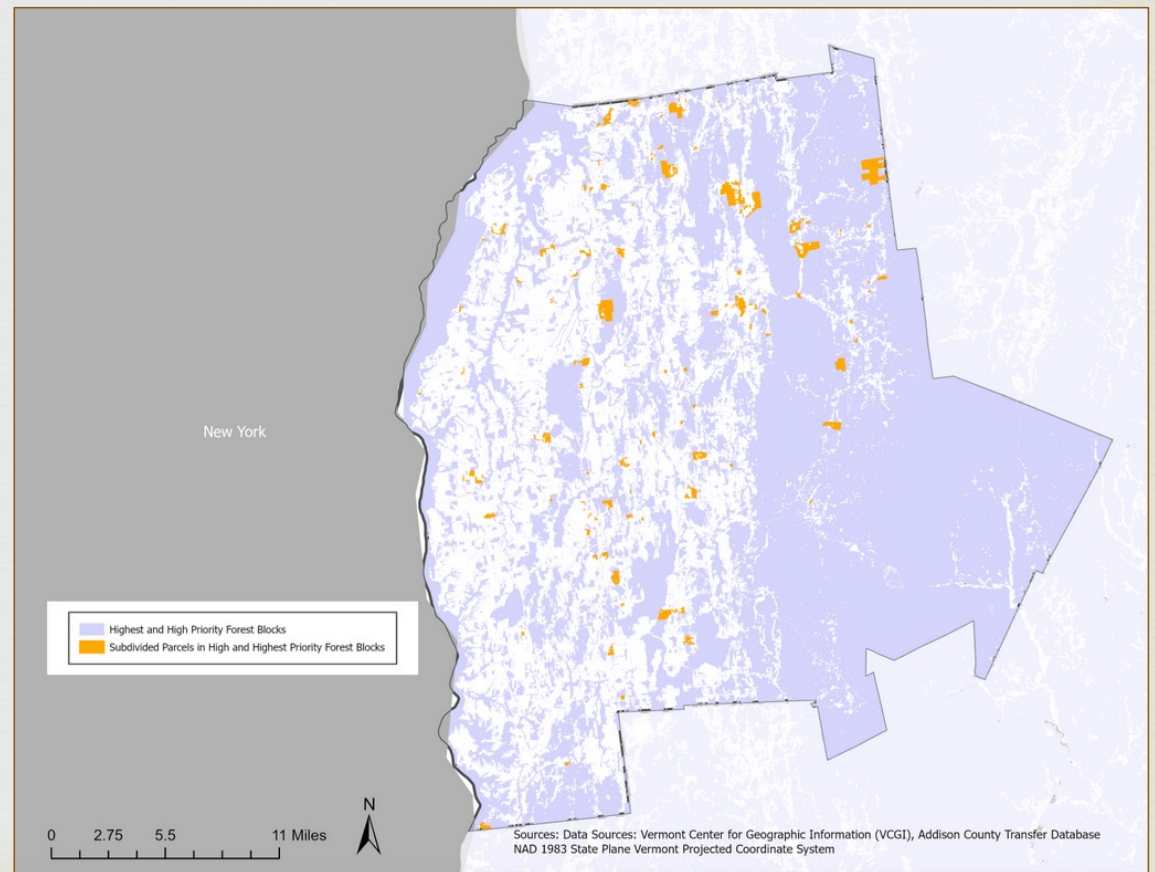 New York
Highest and High Priority Forest Blocks
Subdivided Parcels in High and Highest Priority Forest Blocks
N
0 2.75 5.5 11 Miles
Sources: Data Sources: Vermont Center for Geographic Information (VCGI), Addison County Transfer Database
NAD 1983 State Plane Vermont Projected Coordinate System